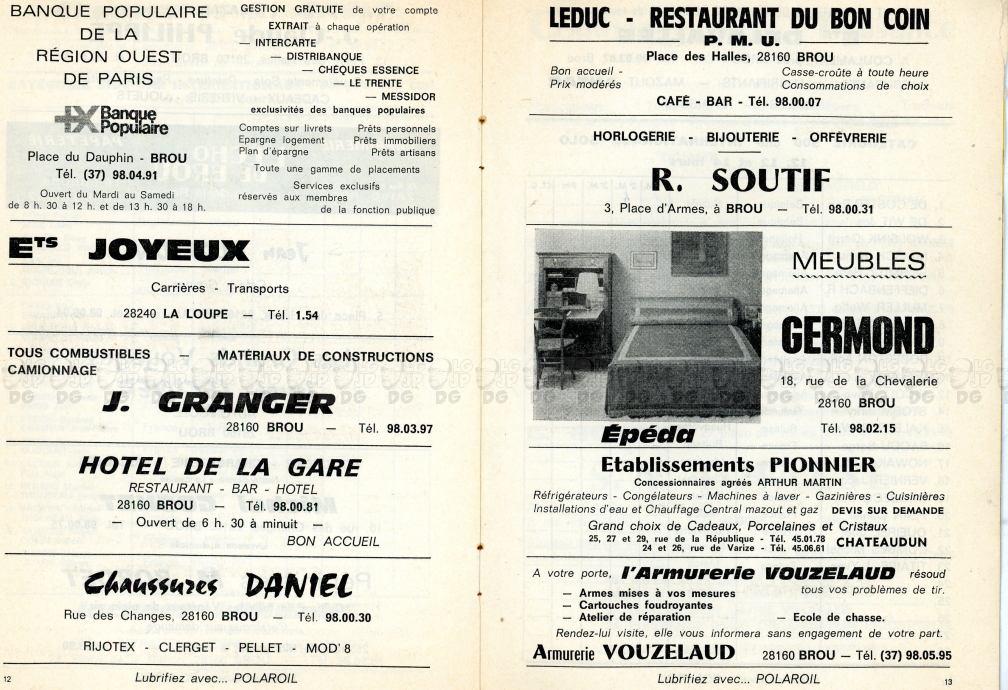 BANQUE POPULAIRE
DE LA
RÉGION OUEST
DE PARIS
Banque
Populaire
Place du Dauphin - BROU
Tél. (37) 98.04.91
Ouvert du Mardi au Samedi
de 8 h. 30 à 12 h. et de 13 h. 30 à 18 h.
GESTION GRATUITE de votre compte
EXTRAIT à chaque opération
— INTERCARTE
— DISTRIBANQUE
— CHEQUES ESSENCE
— LE TRENTE
— MESSIDOR
exclusivités des banques populaires
Comptes sur livrets Prêts personnels
Epargne logement Prêts immobiliers
Plan d'épargne Prêts artisans
Toute une gamme de placements
Services exclusifs
réservés aux membres
de la fonction publique
ETS JOYEUX
Carrières - Transports
28240 LA LOUPE — Tél. 1.54
TOUS COMBUSTIBLES — MATÉRIAUX DE CONSTRUCTIONS
CAMIONNAGE
J. GRANGER
28160 BROU — Tél. 98.03.97
HOTEL DE LA GARE
RESTAURANT - BAR - HOTEL
28160 BROU — Tél. 98.00.81
— Ouvert de 6 h. 30 à minuit —
BON ACCUEIL
Chaussures DANIEL
Rue des Changes, 28160 BROU — Tél. 98.00.30
RIJOTEX - CLERGET - PELLET - MOD'8
12
Lubrifiez avec... POLAROIL
LEDUC - RESTAURANT DU BON COIN
P. M. U.
Place des Halles, 28160 BROU
Bon accueil - Casse-croûte à toute heure
Prix modérés Consommations de choix
CAFÉ - BAR - Tél. 98.00.07
HORLOGERIE - BIJOUTERIE - ORFÉVRERIE
R. SOUTIF
3, Place d'Armes, à BROU — Tél. 98.00.31
MEUBLES
GERMOND
18, rue de la Chevalerie
28160 BROU
Tél. 98.02.15
Épéda
Etablissements PIONNIER
Concessionnaires agréés ARTHUR MARTIN
Réfrigérateurs - Congélateurs - Machines à laver - Gazinières - Cuisinières
Installations d'eau et Chauffage Central mazout et gaz DEVIS SUR DEMANDE
Grand choix de Cadeaux, Porcelaines et Cristaux
25, 27 et 29, rue de la République - Tél. 45.01.78
24 et 26, rue de Varize - Tél. 45.06.61
CHATEAUDUN
A votre porte, l'Armurerie VOUZELAUD résoud
tous vos problèmes de tir.
— Armes mises à vos mesures
— Cartouches foudroyantes
— Atelier de réparation — Ecole de chasse.
Rendez-lui visite, elle vous informera sans engagement de votre part.
Armurerie VOUZELAUD 28160 BROU — Tél. (37) 98.05.95
Lubrifiez avec... POLAROIL
13